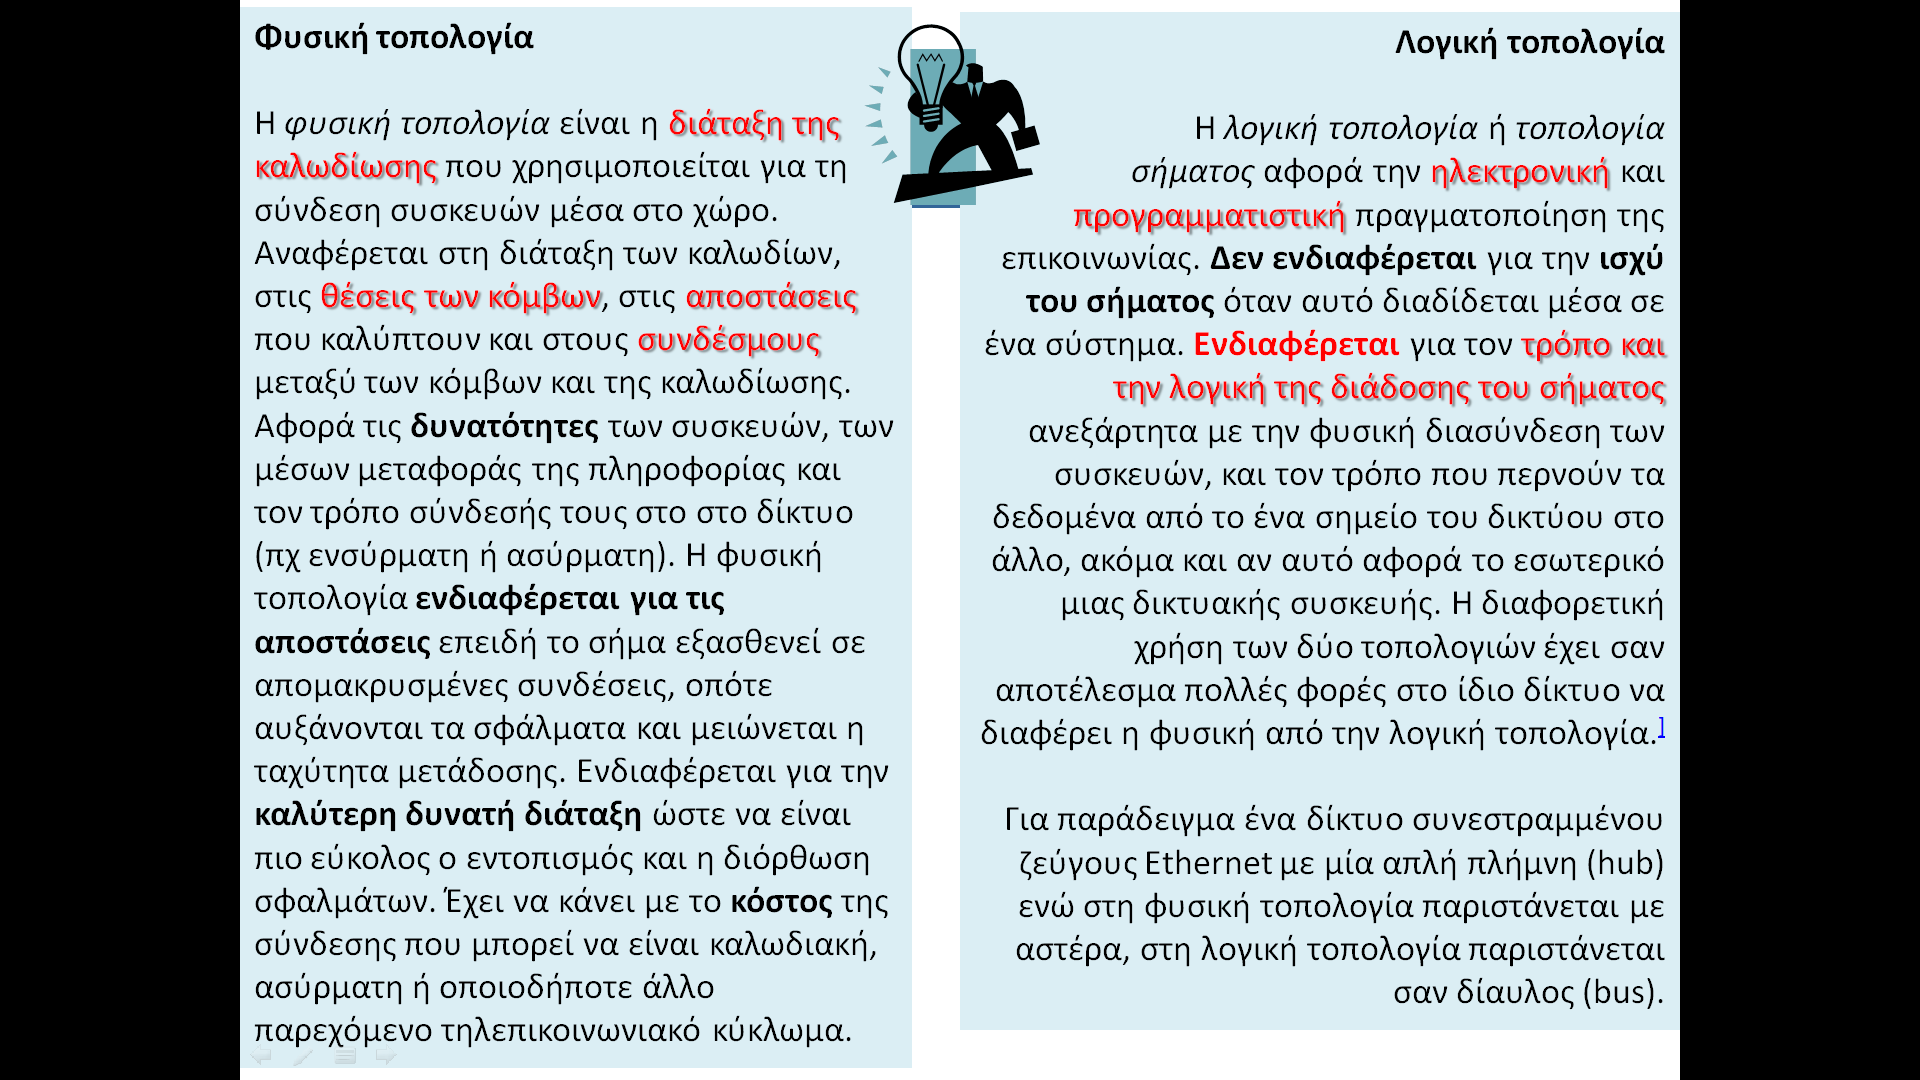 Φυσική τοπολογία
Η φυσική τοπολογία είναι η διάταξη της
καλωδίωσης που χρησιμοποιείται για τη
σύνδεση συσκευών μέσα στο χώρο.
Αναφέρεται στη διάταξη των καλωδίων,
στις θέσεις των κόμβων, στις αποστάσεις
που καλύπτουν και στους συνδέσμους
μεταξύ των κόμβων και της καλωδίωσης.
Αφορά τις δυνατότητες των συσκευών, των
μέσων μεταφοράς της πληροφορίας και
τον τρόπο σύνδεσής τους στο στο δίκτυο
(πχ ενσύρματη ή ασύρματη). Η φυσική
τοπολογία ενδιαφέρεται για τις
αποστάσεις επειδή το σήμα εξασθενεί σε
απομακρυσμένες συνδέσεις, οπότε
αυξάνονται τα σφάλματα και μειώνεται η
ταχύτητα μετάδοσης. Ενδιαφέρεται για την
καλύτερη δυνατή διάταξη ώστε να είναι
πιο εύκολος ο εντοπισμός και η διόρθωση
σφαλμάτων. Έχει να κάνει με το κόστος της
σύνδεσης που μπορεί να είναι καλωδιακή,
ασύρματη ή οποιοδήποτε άλλο
παρεχόμενο τηλεπικοινωνιακό κύκλωμα.
Λογική τοπολογία
Η λογική τοπολογία ή τοπολογία
σήματος αφορά την ηλεκτρονική και
προγραμματιστική πραγματοποίηση της
επικοινωνίας. Δεν ενδιαφέρεται για την ισχύ
του σήματος όταν αυτό διαδίδεται μέσα σε
ένα σύστημα. Ενδιαφέρεται για τον τρόπο και
την λογική της διάδοσης του σήματος
ανεξάρτητα με την φυσική διασύνδεση των
συσκευών, και τον τρόπο που περνούν τα
δεδομένα από το ένα σημείο του δικτύου στο
άλλο, ακόμα και αν αυτό αφορά το εσωτερικό
μιας δικτυακής συσκευής. Η διαφορετική
χρήση των δύο τοπολογιών έχει σαν
αποτέλεσμα πολλές φορές στο ίδιο δίκτυο να
διαφέρει η φυσική από την λογική τοπολογία.]
Για παράδειγμα ένα δίκτυο συνεστραμμένου
ζεύγους Ethernet με μία απλή πλήμνη (hub)
ενώ στη φυσική τοπολογία παριστάνεται με
αστέρα, στη λογική τοπολογία παριστάνεται
σαν δίαυλος (bus).